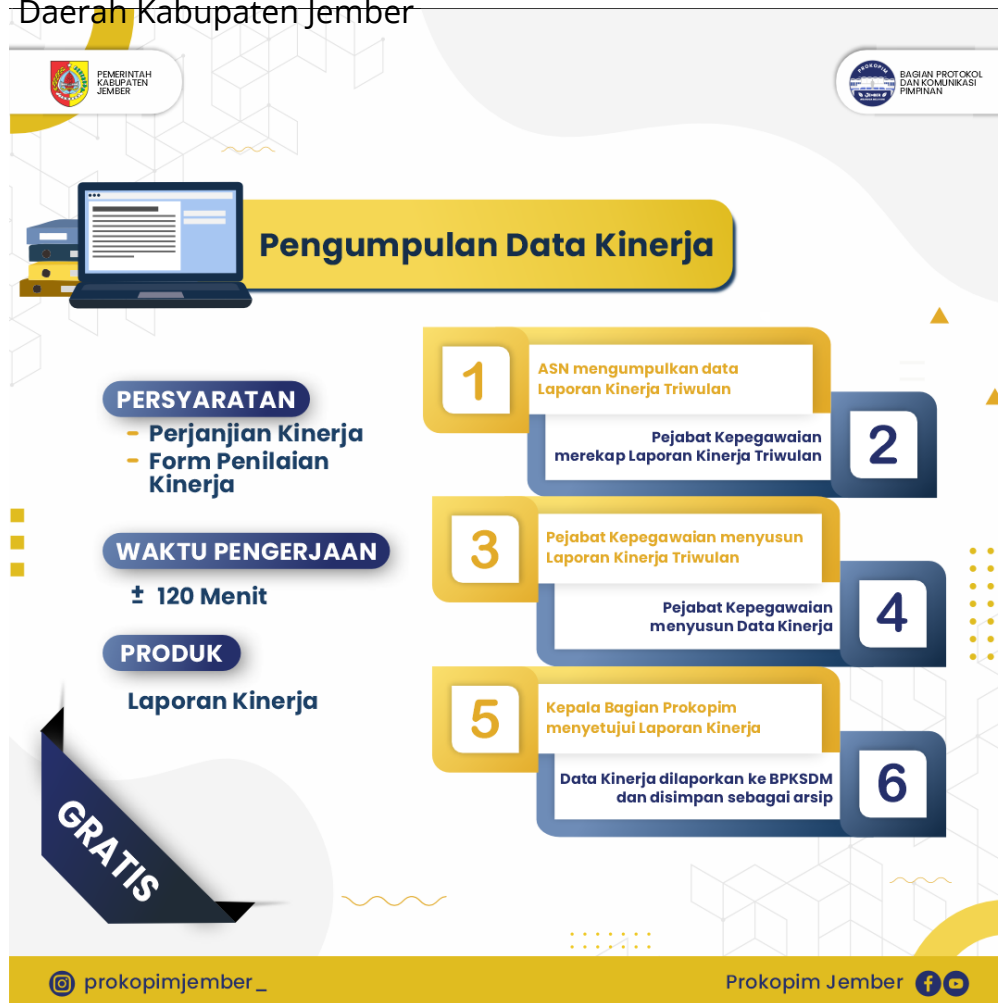 Daerah Kabupaten Jember
PEMERINTAH
KABUPATEN
JEMBER
PROKOPIM
JEMBER
BAGIAN PROTOKOL
DAN KOMUNIKASI
PIMPINAN
Pengumpulan Data Kinerja
PERSYARATAN
- Perjanjian Kinerja
- Form Penilaian
Kinerja
WAKTU PENGERJAAN
± 120 Menit
PRODUK
Laporan Kinerja
GRATIS
1
ASN mengumpulkan data
Laporan Kinerja Triwulan
2
Pejabat Kepegawaian
merekap Laporan Kinerja Triwulan
3
Pejabat Kepegawaian menyusun
Laporan Kinerja Triwulan
4
Pejabat Kepegawaian
menyusun Data Kinerja
5
Kepala Bagian Prokopim
menyetujui Laporan Kinerja
6
Data Kinerja dilaporkan ke BPKSDM
dan disimpan sebagai arsip
prokopimjember_
Prokopim Jember